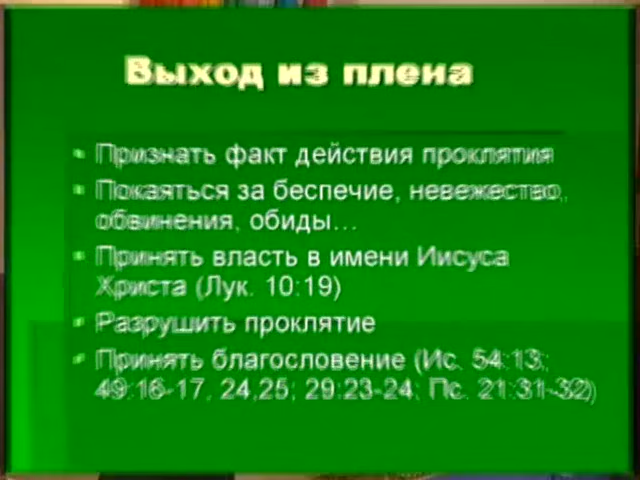 Выход из плена
Признать факт действия проклятия
Покаяться за беспечие, невежество,
обвинения, обиды...
Принять власть в имени Иисуса
Христа (Лук. 10:19)
Разрушить проклятие
Принять благословение (Ис. 54:13;
49:16-17, 24,25; 29:23-24; Пс. 21:31-32)